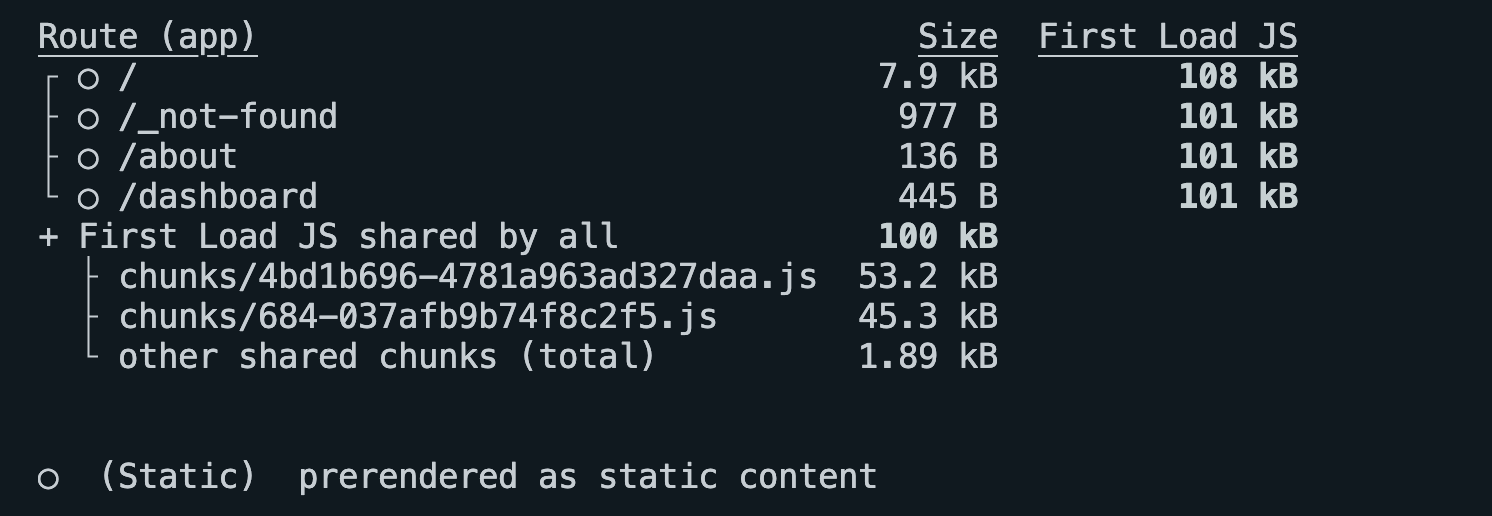 Route (app) Size First Load JS
┌ ○ / 7.9 kB 108 kB
├ ○ /_not-found 977 B 101 kB
├ ○ /about 136 B 101 kB
└ ○ /dashboard 445 B 101 kB
+ First Load JS shared by all 100 kB
├ chunks/4bd1b696-4781a963ad327daa.js 53.2 kB
├ chunks/684-037afb9b74f8c2f5.js 45.3 kB
└ other shared chunks (total) 1.89 kB
○ (Static) prerendered as static content